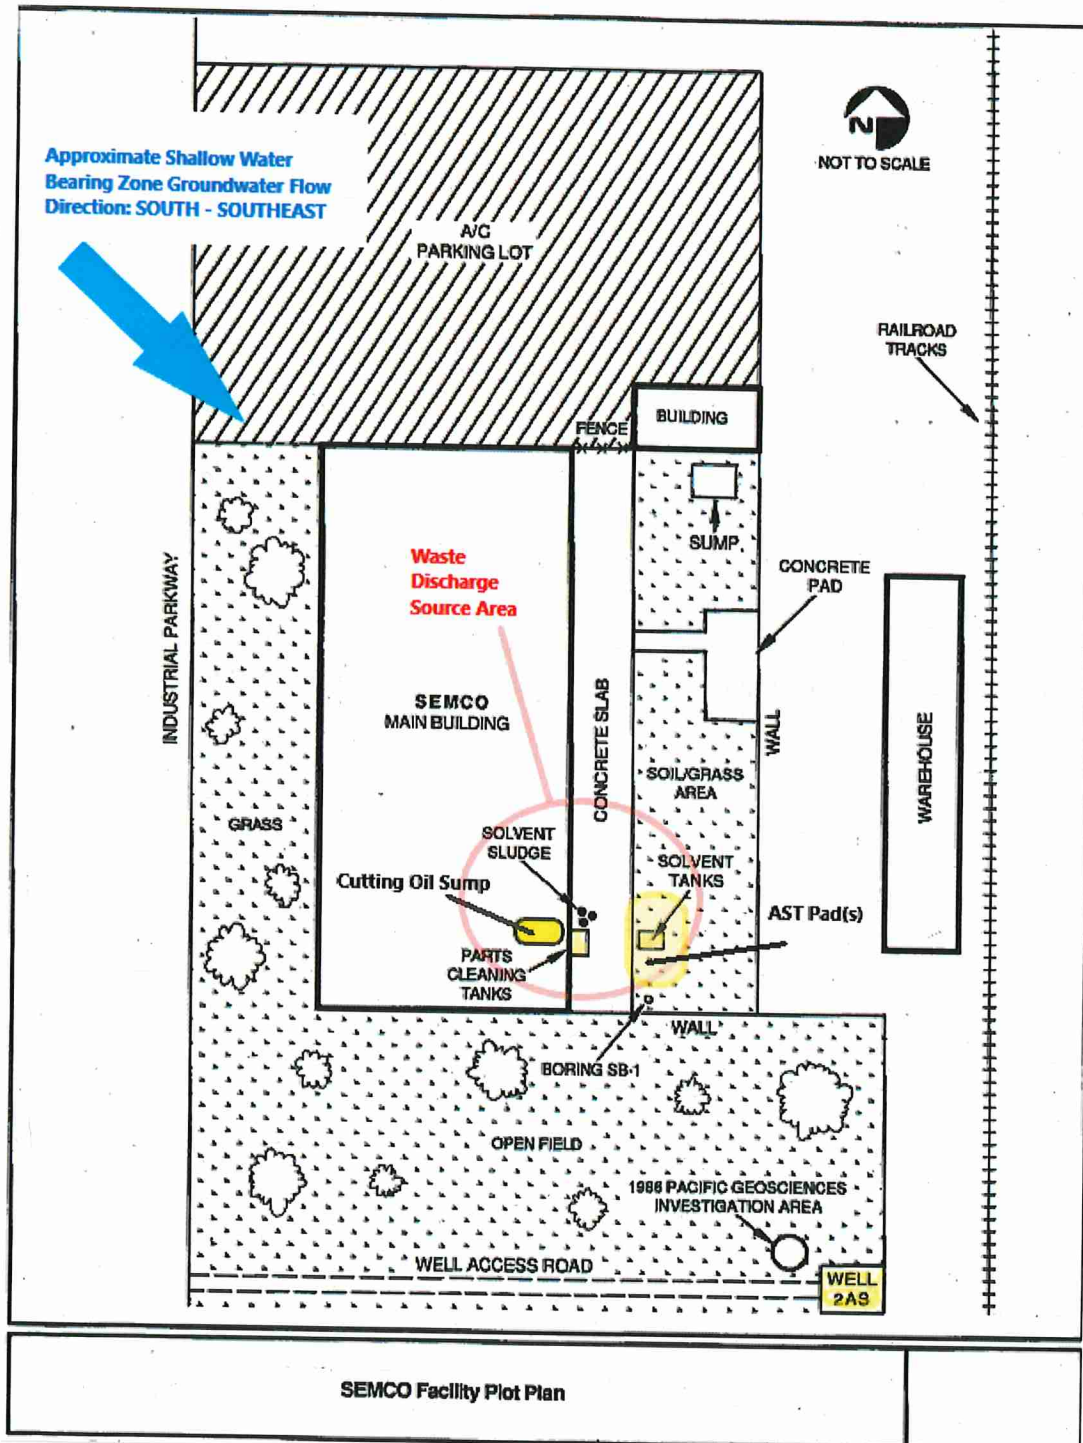 N
NOT TO SCALE
Approximate Shallow Water
Bearing Zone Groundwater Flow
Direction: SOUTH - SOUTHEAST
A/C
PARKING LOT
RAILROAD
TRACKS
FENCE
BUILDING
SUMP
CONCRETE
PAD
Waste
Discharge
Source Area
INDUSTRIAL PARKWAY
SEMCO
MAIN BUILDING
CONCRETE SLAB
WALL
WAREHOUSE
SOIL/GRASS
AREA
GRASS
SOLVENT
SLUDGE
SOLVENT
TANKS
Cutting Oil Sump
AST Pad(s)
PARTS
CLEANING
TANKS
WALL
BORING SB-1
OPEN FIELD
1986 PACIFIC GEOSCIENCES
INVESTIGATION AREA
WELL ACCESS ROAD
WELL
2AS
SEMCO Facility Plot Plan